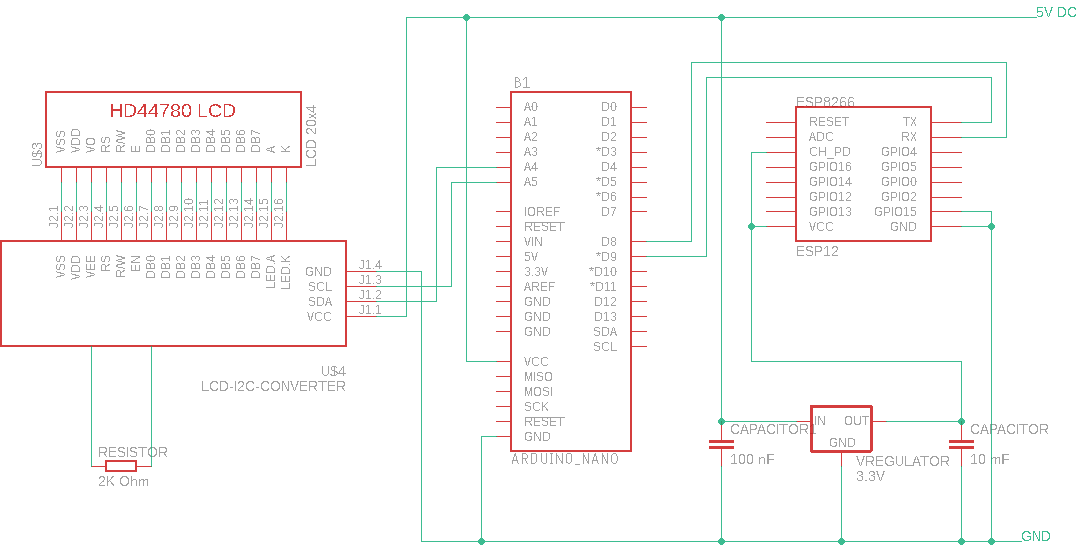 5V DC
HD44780 LCD
VSS
VDD
VO
RS
R/W
E
DB0
DB1
DB2
DB3
DB4
DB5
DB6
DB7
A
K
U$3
LCD 20x4
J2.1
J2.2
J2.3
J2.4
J2.5
J2.6
J2.7
J2.8
J2.9
J2.10
J2.11
J2.12
J2.13
J2.14
J2.15
J2.16
VSS
VDD
VEE
RS
R/W
EN
DB0
DB1
DB2
DB3
DB4
DB5
DB6
DB7
LED.A
LED.K
GND
SCL
SDA
VCC
J1.4
J1.3
J1.2
J1.1
U$4
LCD-I2C-CONVERTER
RESISTOR
2K Ohm
B1
A0
A1
A2
A3
A4
A5
IOREF
RESET
VIN
5V
3.3V
AREF
GND
GND
GND
VCC
MISO
MOSI
SCK
RESET
GND
D0
D1
D2
*D3
D4
*D5
*D6
D7
D8
*D9
*D10
*D11
D12
D13
SDA
SCL
ARDUINO_NANO
ESP8266
RESET
ADC
CH_PD
GPIO16
GPIO14
GPIO12
GPIO13
VCC
TX
RX
GPIO4
GPIO5
GPIO0
GPIO2
GPIO15
GND
ESP12
CAPACITOR1
100 nF
IN
OUT
GND
VREGULATOR
3.3V
CAPACITOR
10 mF
GND